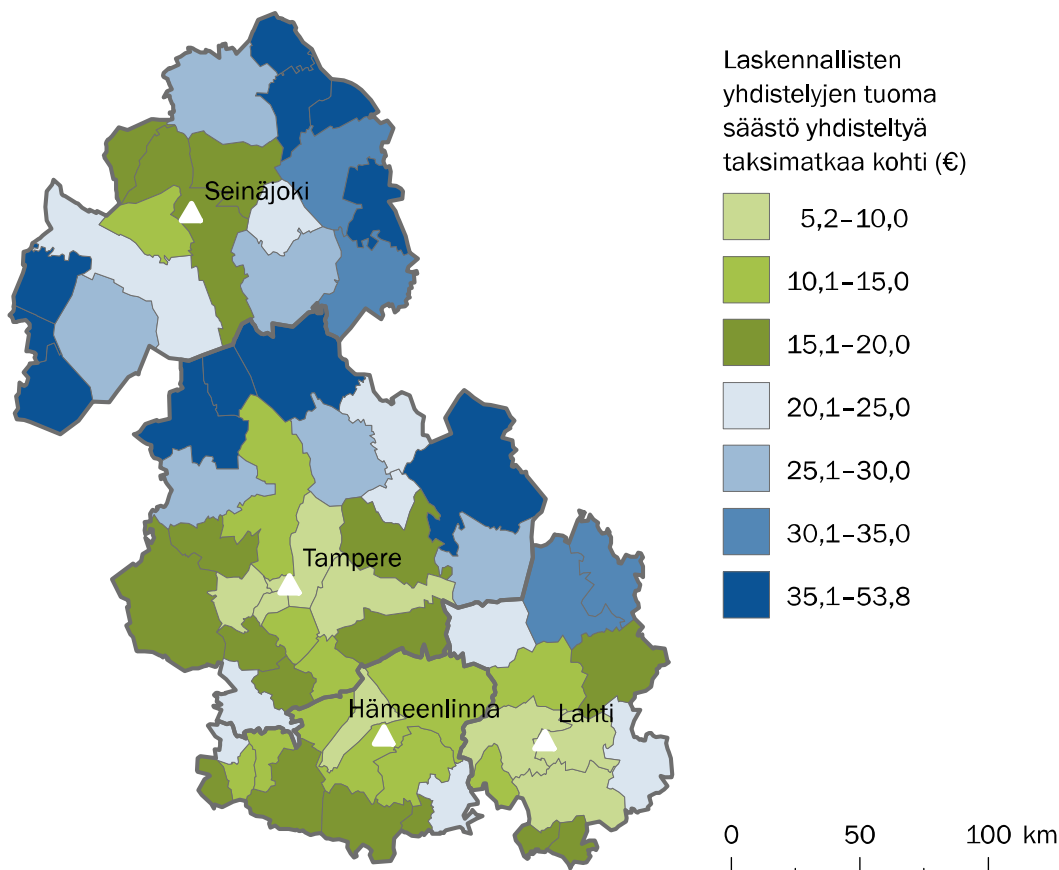 Laskennallisten
yhdistelyjen tuoma
säästö yhdisteltyä
taksimatkaa kohti (€)
5,2–10,0
10,1–15,0
15,1–20,0
20,1–25,0
25,1–30,0
30,1–35,0
35,1–53,8
Seinäjoki
Tampere
Hämeenlinna
Lahti
0 50 100 km